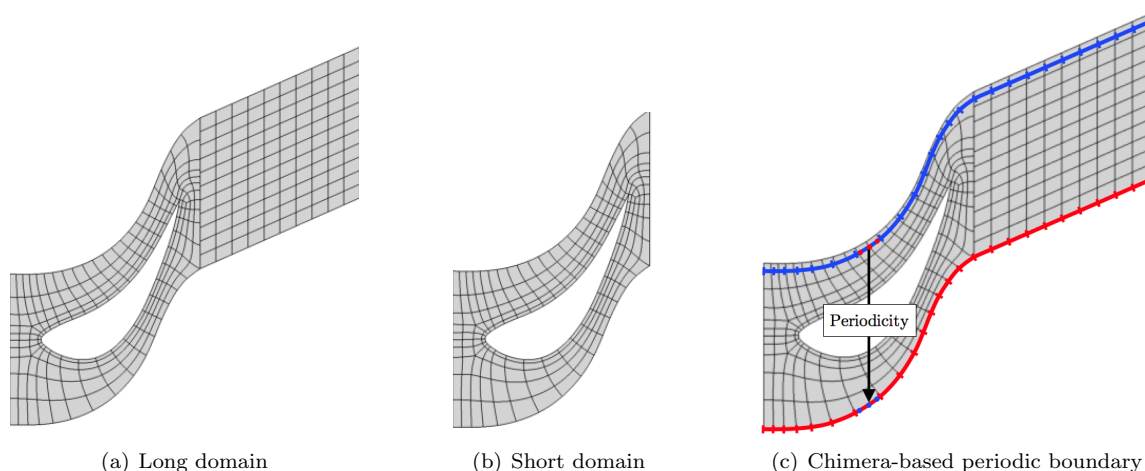 Periodicity
(a) Long domain
(b) Short domain
(c) Chimera-based periodic boundary